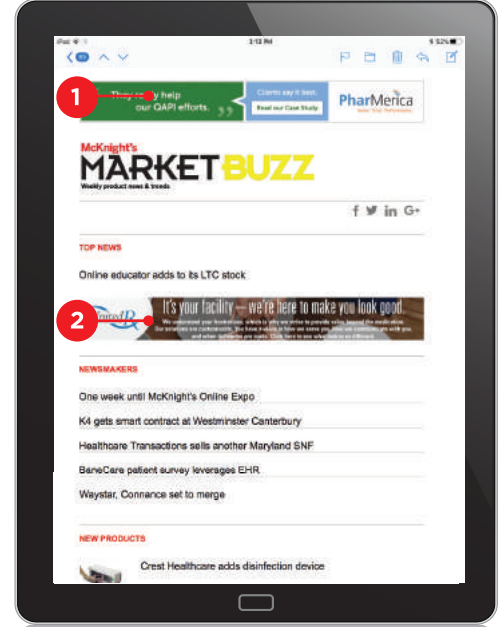 iPad
2:12 PM
52%
1
help
our QAPI efforts.
Clients say it best.
Read our Case Study
PharMerica
McKnight's
MARKETBUZZ
Weekly product news & trends
f in G+
TOP NEWS
Online educator adds to its LTC stock
2
It's your facility — we're here to make you look good.
NEWSMAKERS
One week until McKnight's Online Expo
K4 gets smart contract at Westminster Canterbury
Healthcare Transactions sells another Maryland SNF
BaneCare patient survey leverages EHR
Waystar, Connance set to merge
NEW PRODUCTS
Crest Healthcare adds disinfection device